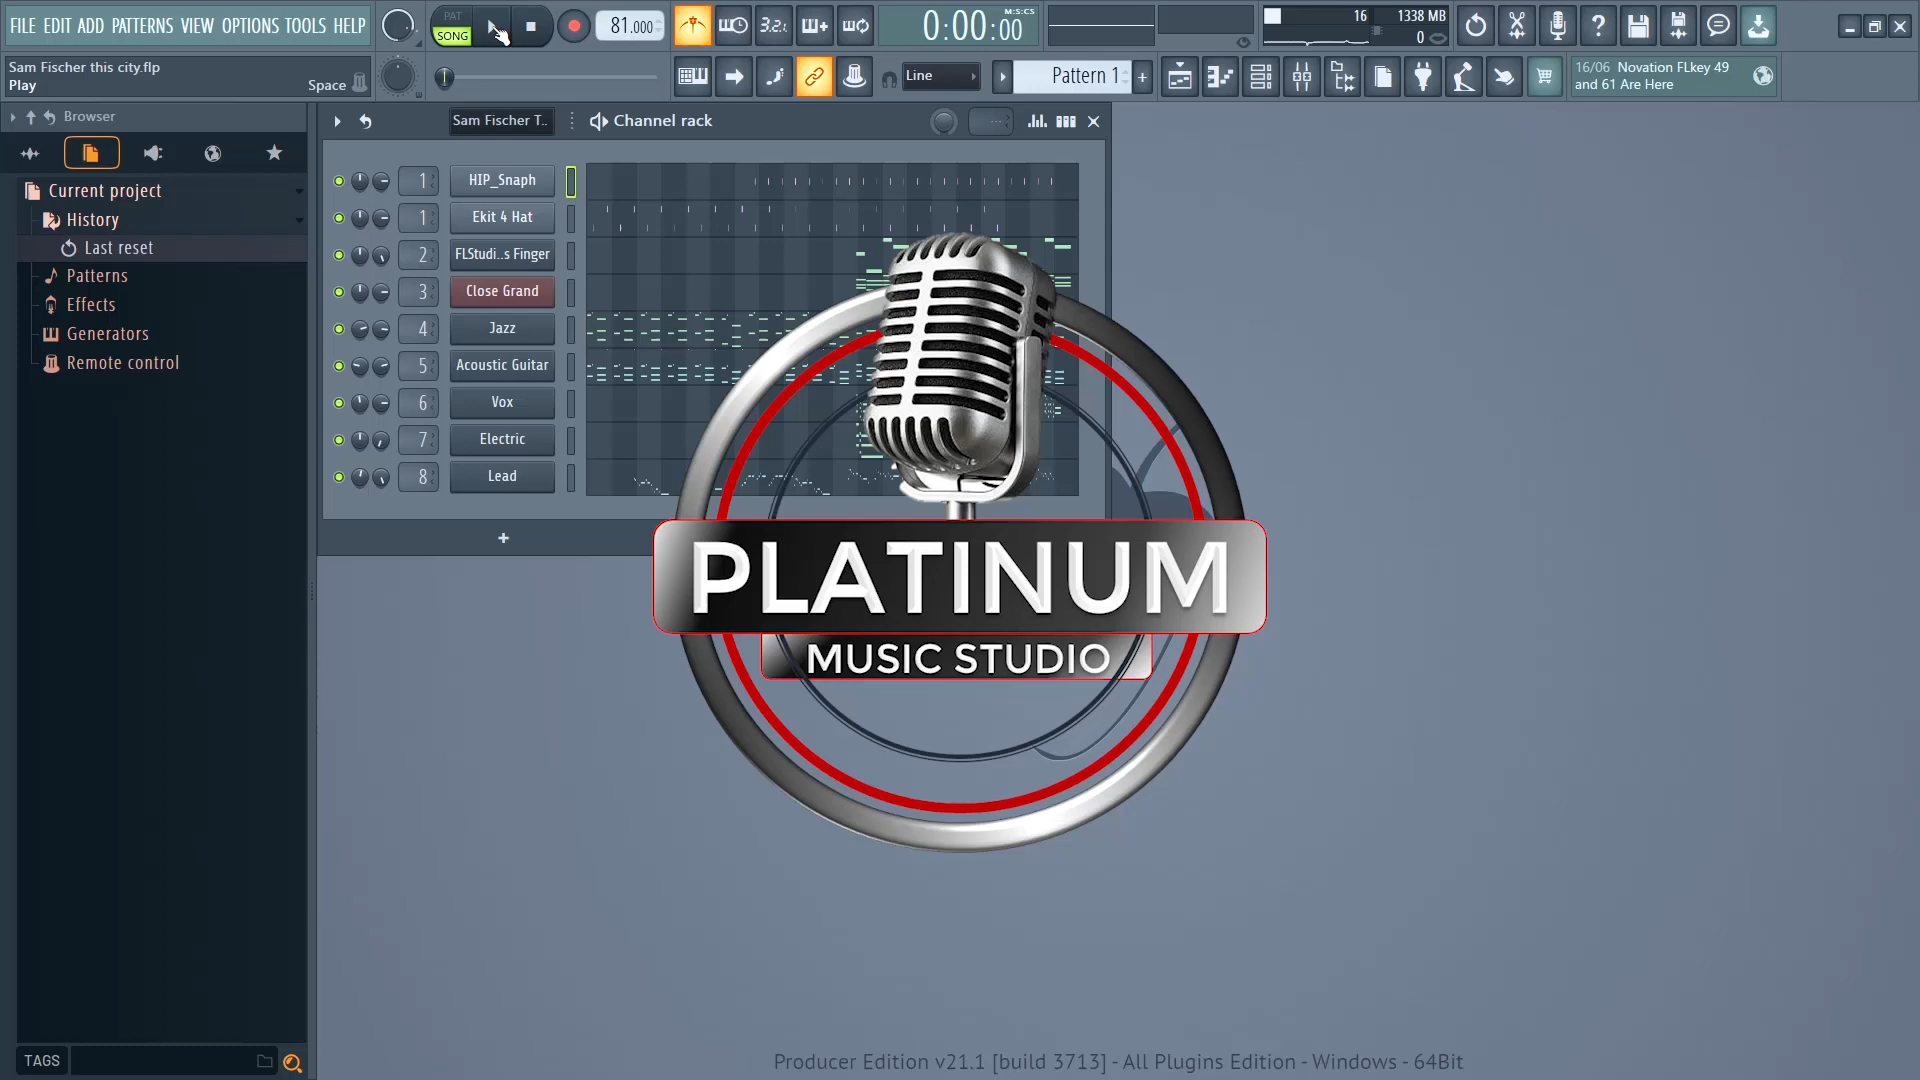 FILE EDIT ADD PATTERNS VIEW OPTIONS TOOLS HELP
PAT
SONG
81.000
3.2.
0:00:00
M:S:CS
16
1338 MB
0
Sam Fischer this city.flp
Play
Space
Line
Pattern 1
+
16/06 Novation FLkey 49
and 61 Are Here
Browser
Sam Fischer T..
Channel rack
Current project
History
Last reset
Patterns
Effects
Generators
Remote control
1 HIP_Snaph
1 Ekit 4 Hat
2 FLStudi..s Finger
3 Close Grand
4 Jazz
5 Acoustic Guitar
6 Vox
7 Electric
8 Lead
+
PLATINUM
MUSIC STUDIO
TAGS
Producer Edition v21.1 [build 3713] - All Plugins Edition - Windows - 64Bit